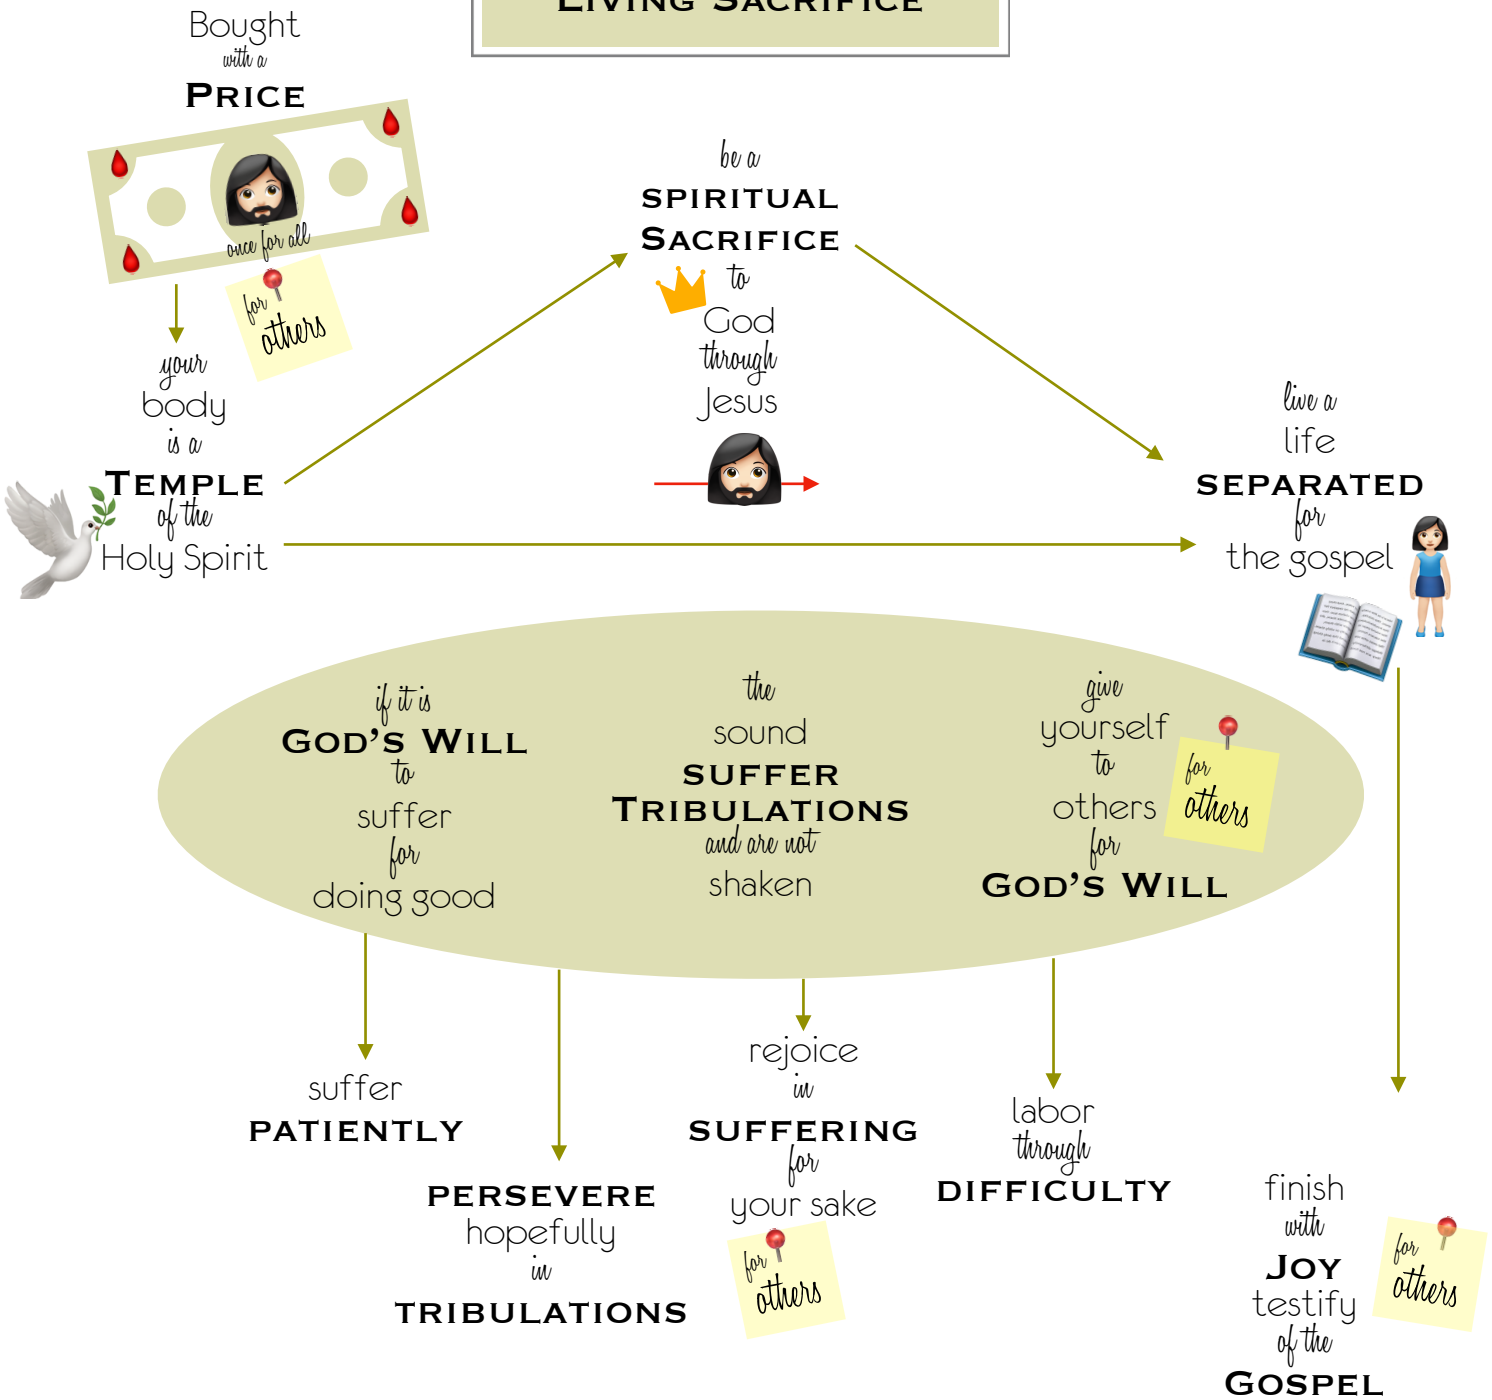 LIVING SACRIFICE
Bought
with a
PRICE
once for all
for
others
your
body
is a
TEMPLE
of the
Holy Spirit
be a
SPIRITUAL
SACRIFICE
to
God
through
Jesus
live a
life
SEPARATED
for
the gospel
if it is
GOD'S WILL
to
suffer
for
doing good
the
sound
SUFFER
TRIBULATIONS
and are not
shaken
give
yourself
to
others
for
GOD'S WILL
for
others
suffer
PATIENTLY
PERSEVERE
hopefully
in
TRIBULATIONS
rejoice
in
SUFFERING
for
your sake
for
others
labor
through
DIFFICULTY
finish
with
JOY
testify
of the
GOSPEL
for
others